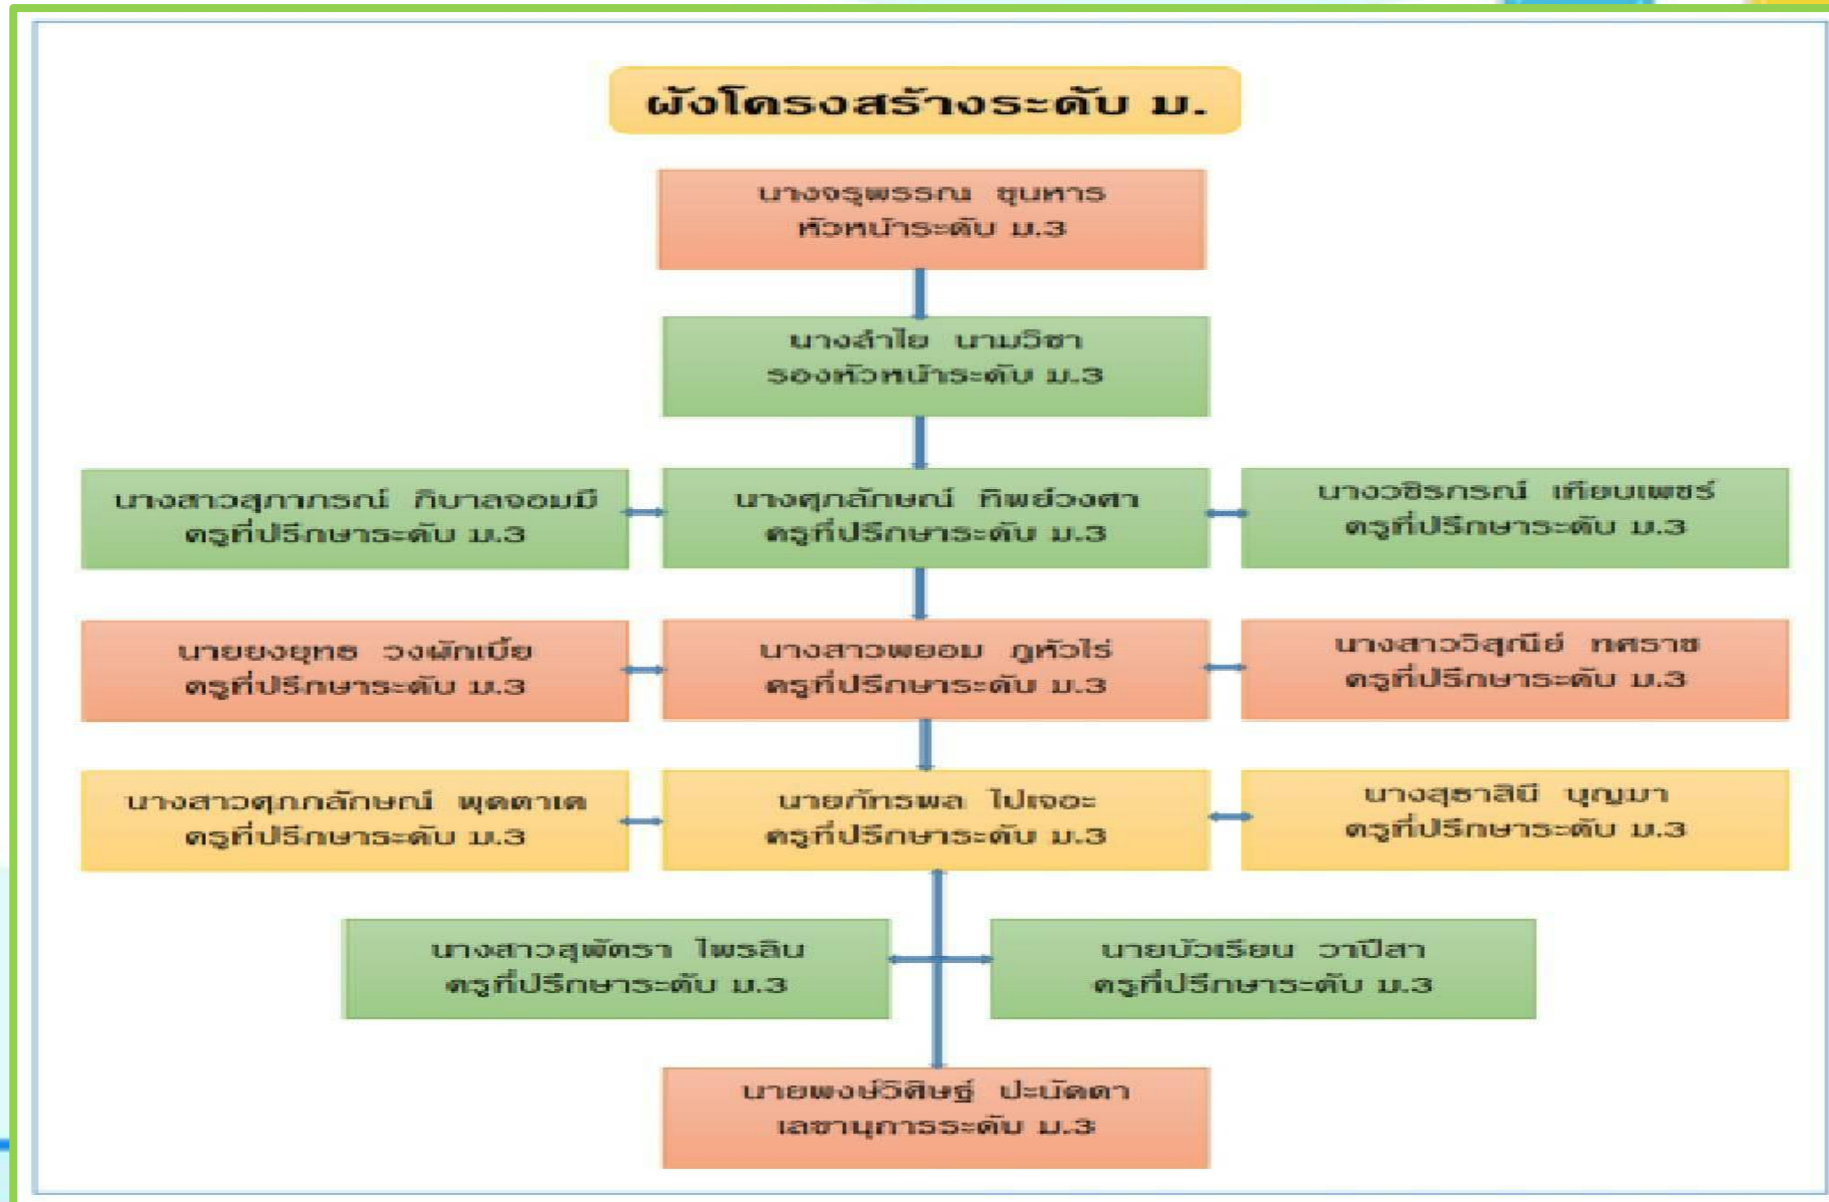 ผังโครงสร้างระดับ ม.
นางจรุพรรณ ขุนหาร
หัวหน้าระดับ ม.3
นางลำไย นามวิชา
รองหัวหน้าระดับ ม.3
นางสาวสุภาภรณ์ ภิบาลจอมมี
ครูที่ปรึกษาระดับ ม.3
นางศุภลักษณ์ ทิพย์วงศา
ครูที่ปรึกษาระดับ ม.3
นางวชิรภรณ์ เทียบเพชร์
ครูที่ปรึกษาระดับ ม.3
นายยงยุทธ วงผักเบี้ย
ครูที่ปรึกษาระดับ ม.3
นางสาวพยอม ภูหัวไร่
ครูที่ปรึกษาระดับ ม.3
นางสาววิสุณีย์ ทศราช
ครูที่ปรึกษาระดับ ม.3
นางสาวศุภลักษณ์
ครูที่ปรึกษาระดับ ม.3
นายภัทรพล ไปเจอะ
ครูที่ปรึกษาระดับ ม.3
นางสุธาสินี บุญมา
ครูที่ปรึกษาระดับ ม.3
นางสาวสุพัตรา ไพรสิน
ครูที่ปรึกษาระดับ ม.3
นายบัวเรียน วาปีสา
ครูที่ปรึกษาระดับ ม.3
นายพงษ์วิศิษฐ์ ปะนัดดา
เลขานุการระดับ ม.3